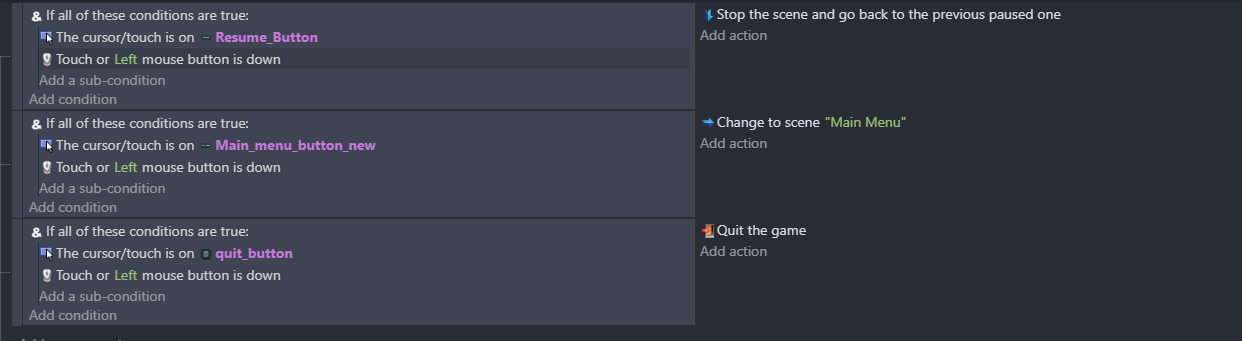 & If all of these conditions are true:
The cursor/touch is on Resume_Button
Touch or Left mouse button is down
Add a sub-condition
Add condition
Stop the scene and go back to the previous paused one
Add action
& If all of these conditions are true:
The cursor/touch is on Main_menu_button_new
Touch or Left mouse button is down
Add a sub-condition
Add condition
Change to scene "Main Menu"
Add action
& If all of these conditions are true:
The cursor/touch is on quit_button
Touch or Left mouse button is down
Add a sub-condition
Add condition
Quit the game
Add action